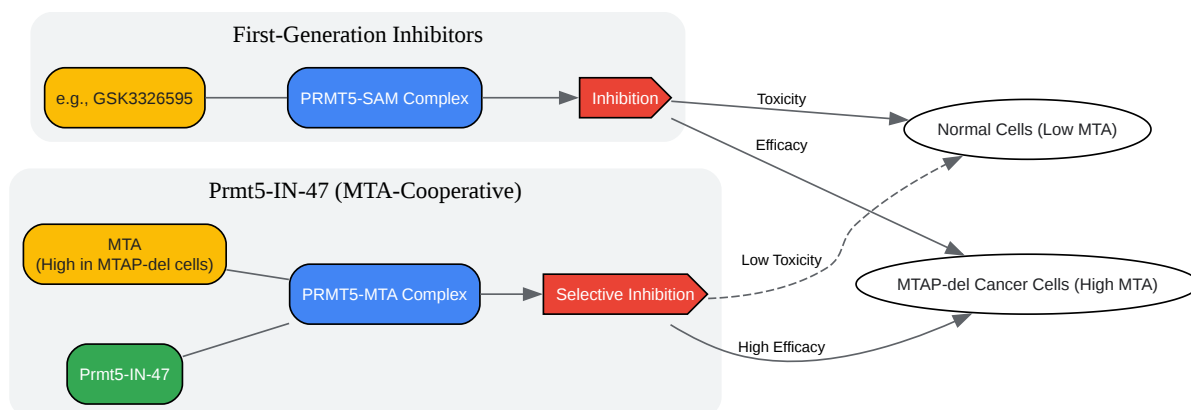 First-Generation Inhibitors
e.g., GSK3326595
PRMT5-SAM Complex
Inhibition
Toxicity
Efficacy
Normal Cells (Low MTA)
Prmt5-IN-47 (MTA-Cooperative)
MTA
(High in MTAP-del cells)
PRMT5-MTA Complex
Selective Inhibition
Prmt5-IN-47
Low Toxicity
High Efficacy
MTAP-del Cancer Cells (High MTA)